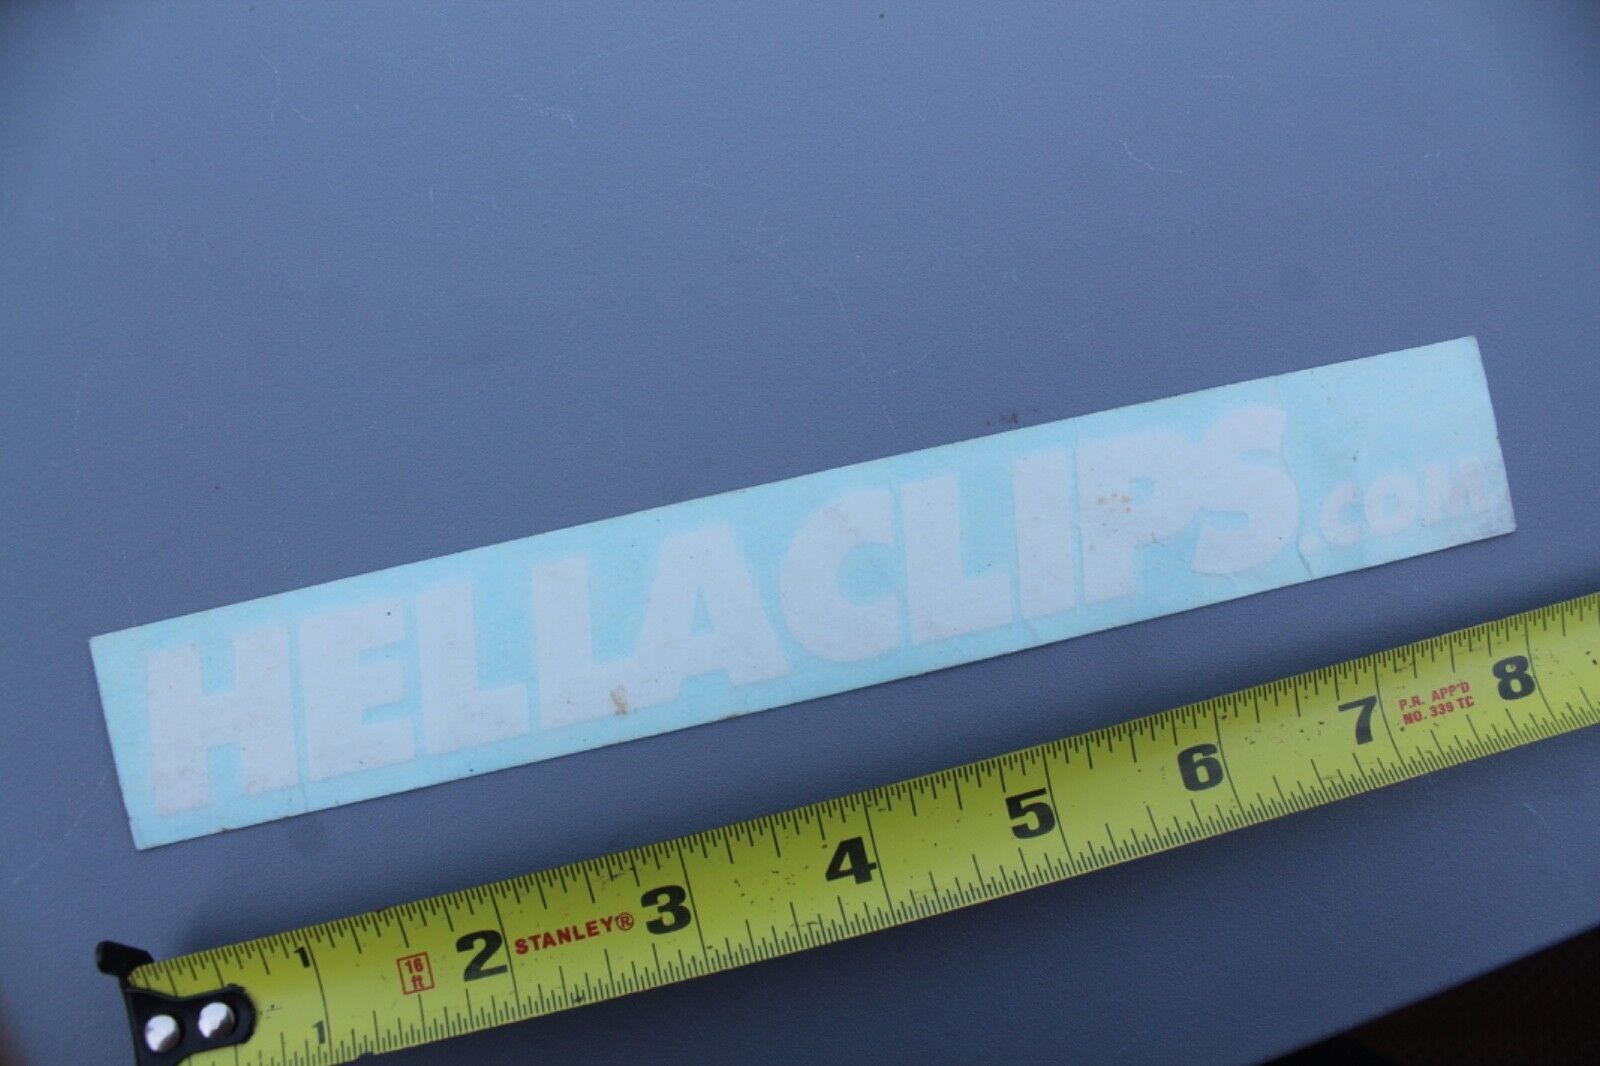 HELLACLIPS.COM
1 2 3 4 5 6 7 8
16
ft
STANLEY®
P.R. APP'D
NO. 339 TC
1